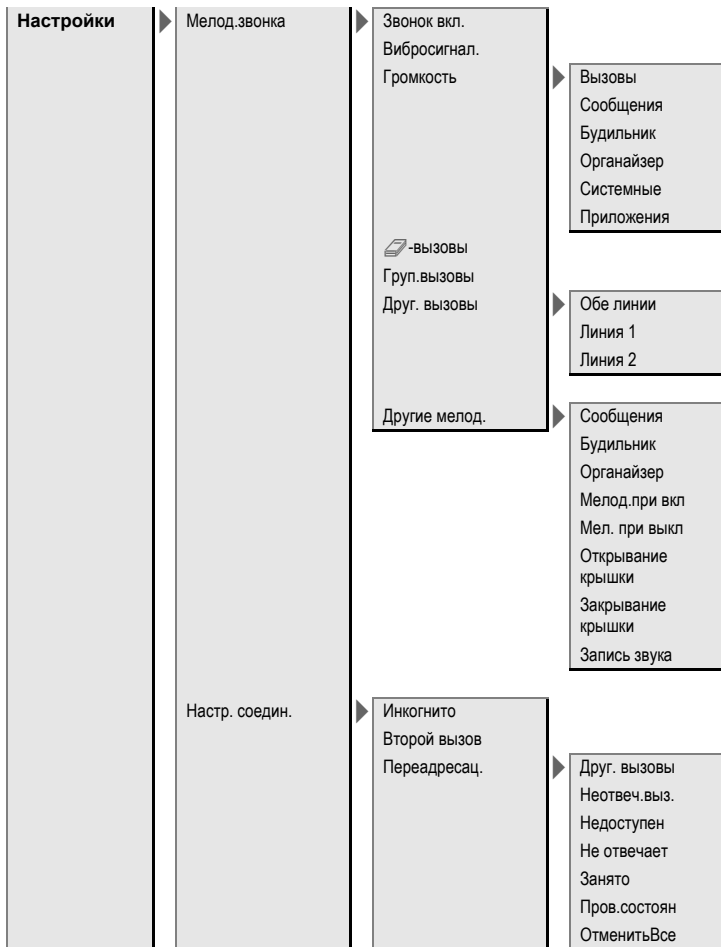 Настройки
Мелод.звонка
Звонок вкл.
Вибросигнал.
Громкость
Вызовы
Сообщения
Будильник
Органайзер
Системные
Приложения
-вызовы
Груп.вызовы
Друг. вызовы
Обе линии
Линия 1
Линия 2
Другие мелод.
Сообщения
Будильник
Органайзер
Мелод.при вкл
Мел. при выкл
Открывание
крышки
Закрывание
крышки
Запись звука
Настр. соедин.
Инкогнито
Второй вызов
Переадресац.
Друг. вызовы
Неотвеч.выз.
Недоступен
Не отвечает
Занято
Пров.состоян
ОтменитьВсе